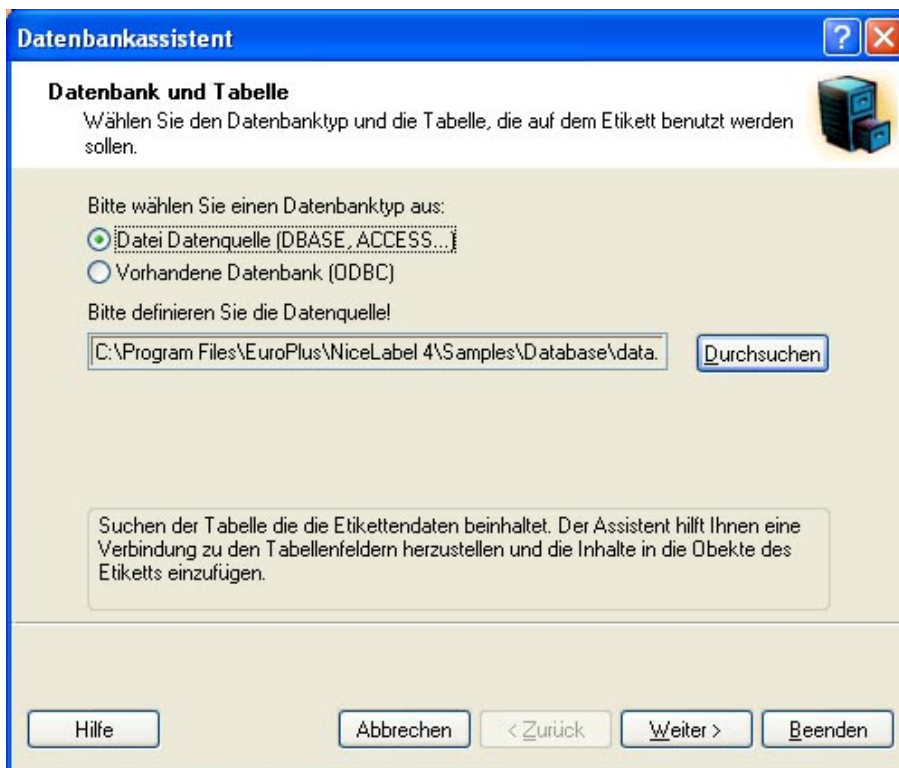 Datenbankassistent
Datenbank und Tabelle
Wählen Sie den Datenbanktyp und die Tabelle, die auf dem Etikett benutzt werden
sollen.
Bitte wählen Sie einen Datenbanktyp aus:
Datei Datenquelle (DBASE, ACCESS...)
Vorhandene Datenbank (ODBC)
Bitte definieren Sie die Datenquelle!
C:\Program Files\EuroPlus\NiceLabel 4\Samples\Database\data.
Durchsuchen
Suchen der Tabelle die die Etikettendaten beinhaltet. Der Assistent hilft Ihnen eine
Verbindung zu den Tabellenfeldern herzustellen und die Inhalte in die Obekte des
Etiketts einzufügen.
Hilfe
Abbrechen
< Zurück
Weiter >
Beenden